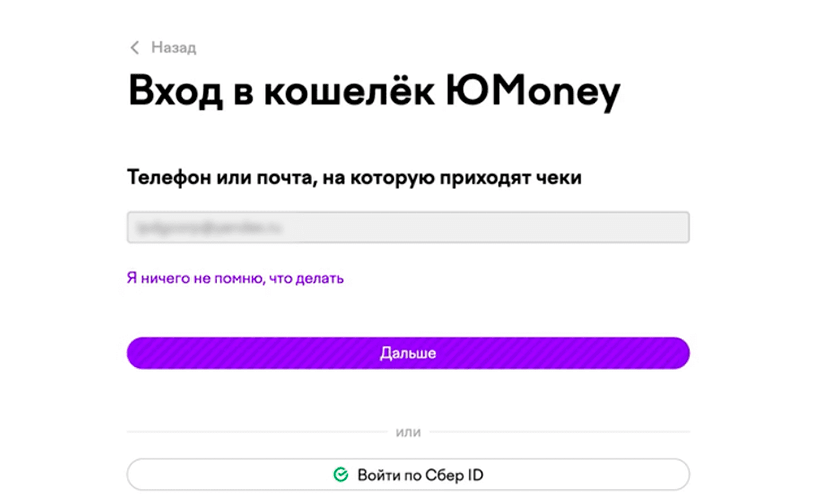 Назад
Вход в кошелёк ЮMoney
Телефон или почта, на которую приходят чеки
Я ничего не помню, что делать
Дальше
или
Войти по Сбер ID